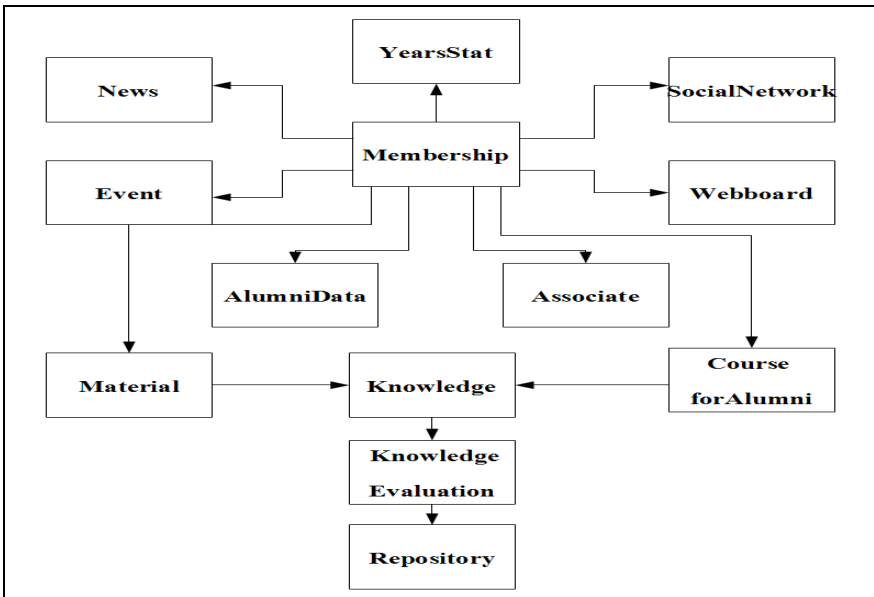 YearsStat
News
SocialNetwork
Membership
Event
Webboard
AlumniData
Associate
Material
Knowledge
Course
forAlumni
Knowledge
Evaluation
Repository